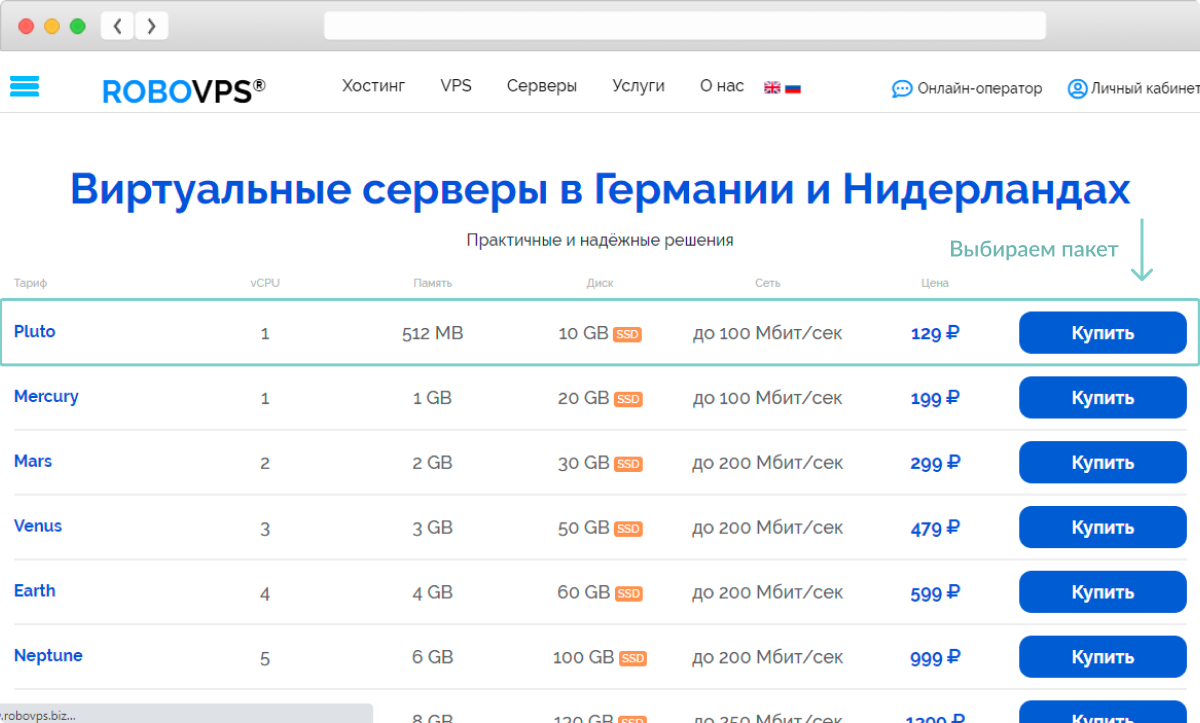 ROBOVPS®
Хостинг VPS Серверы Услуги О нас Онлайн-оператор Личный кабинет
Виртуальные серверы в Германии и Нидерландах
Практичные и надёжные решения
Выбираем пакет
Тариф vCPU Память Диск Сеть Цена
Pluto 1 512 MB 10 GB SSD до 100 Мбит/сек 129 ₽ Купить
Mercury 1 1 GB 20 GB SSD до 100 Мбит/сек 199 ₽ Купить
Mars 2 2 GB 30 GB SSD до 200 Мбит/сек 299 ₽ Купить
Venus 3 3 GB 50 GB SSD до 200 Мбит/сек 479 ₽ Купить
Earth 4 4 GB 60 GB SSD до 200 Мбит/сек 599 ₽ Купить
Neptune 5 6 GB 100 GB SSD до 200 Мбит/сек 999 ₽ Купить
8 GB 120 GB SSD до 250 Мбит/сек 1299 ₽ Купить
.robovps.biz...